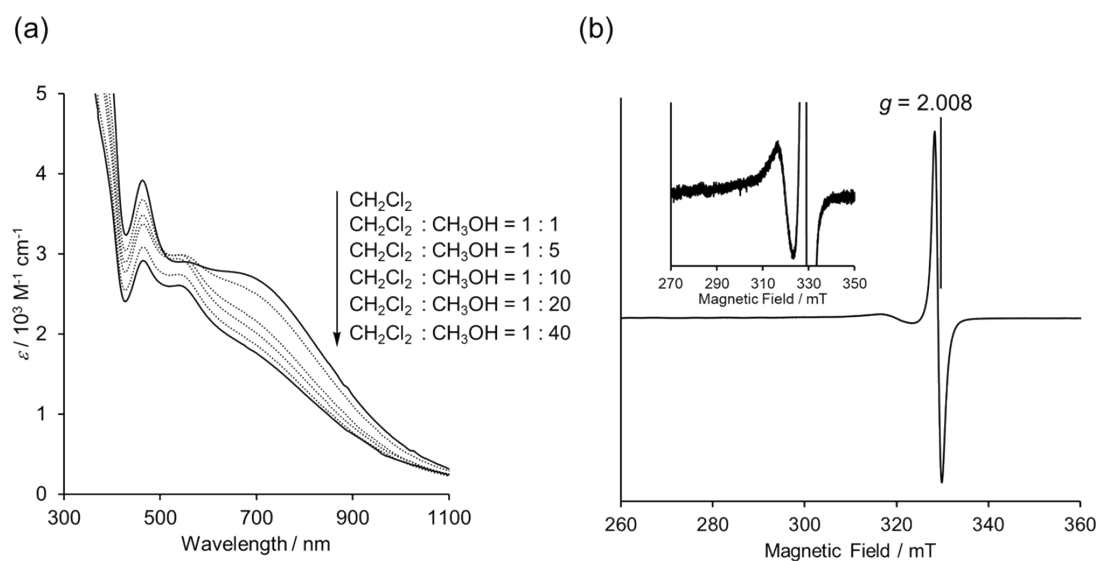 (a)
5
4
3
2
1
0
ε / 10³ M⁻¹ cm⁻¹
CH₂Cl₂
CH₂Cl₂ : CH₃OH = 1 : 1
CH₂Cl₂ : CH₃OH = 1 : 5
CH₂Cl₂ : CH₃OH = 1 : 10
CH₂Cl₂ : CH₃OH = 1 : 20
CH₂Cl₂ : CH₃OH = 1 : 40
300 500 700 900 1100
Wavelength / nm
(b)
g = 2.008
270 290 310 330 350
Magnetic Field / mT
260 280 300 320 340 360
Magnetic Field / mT